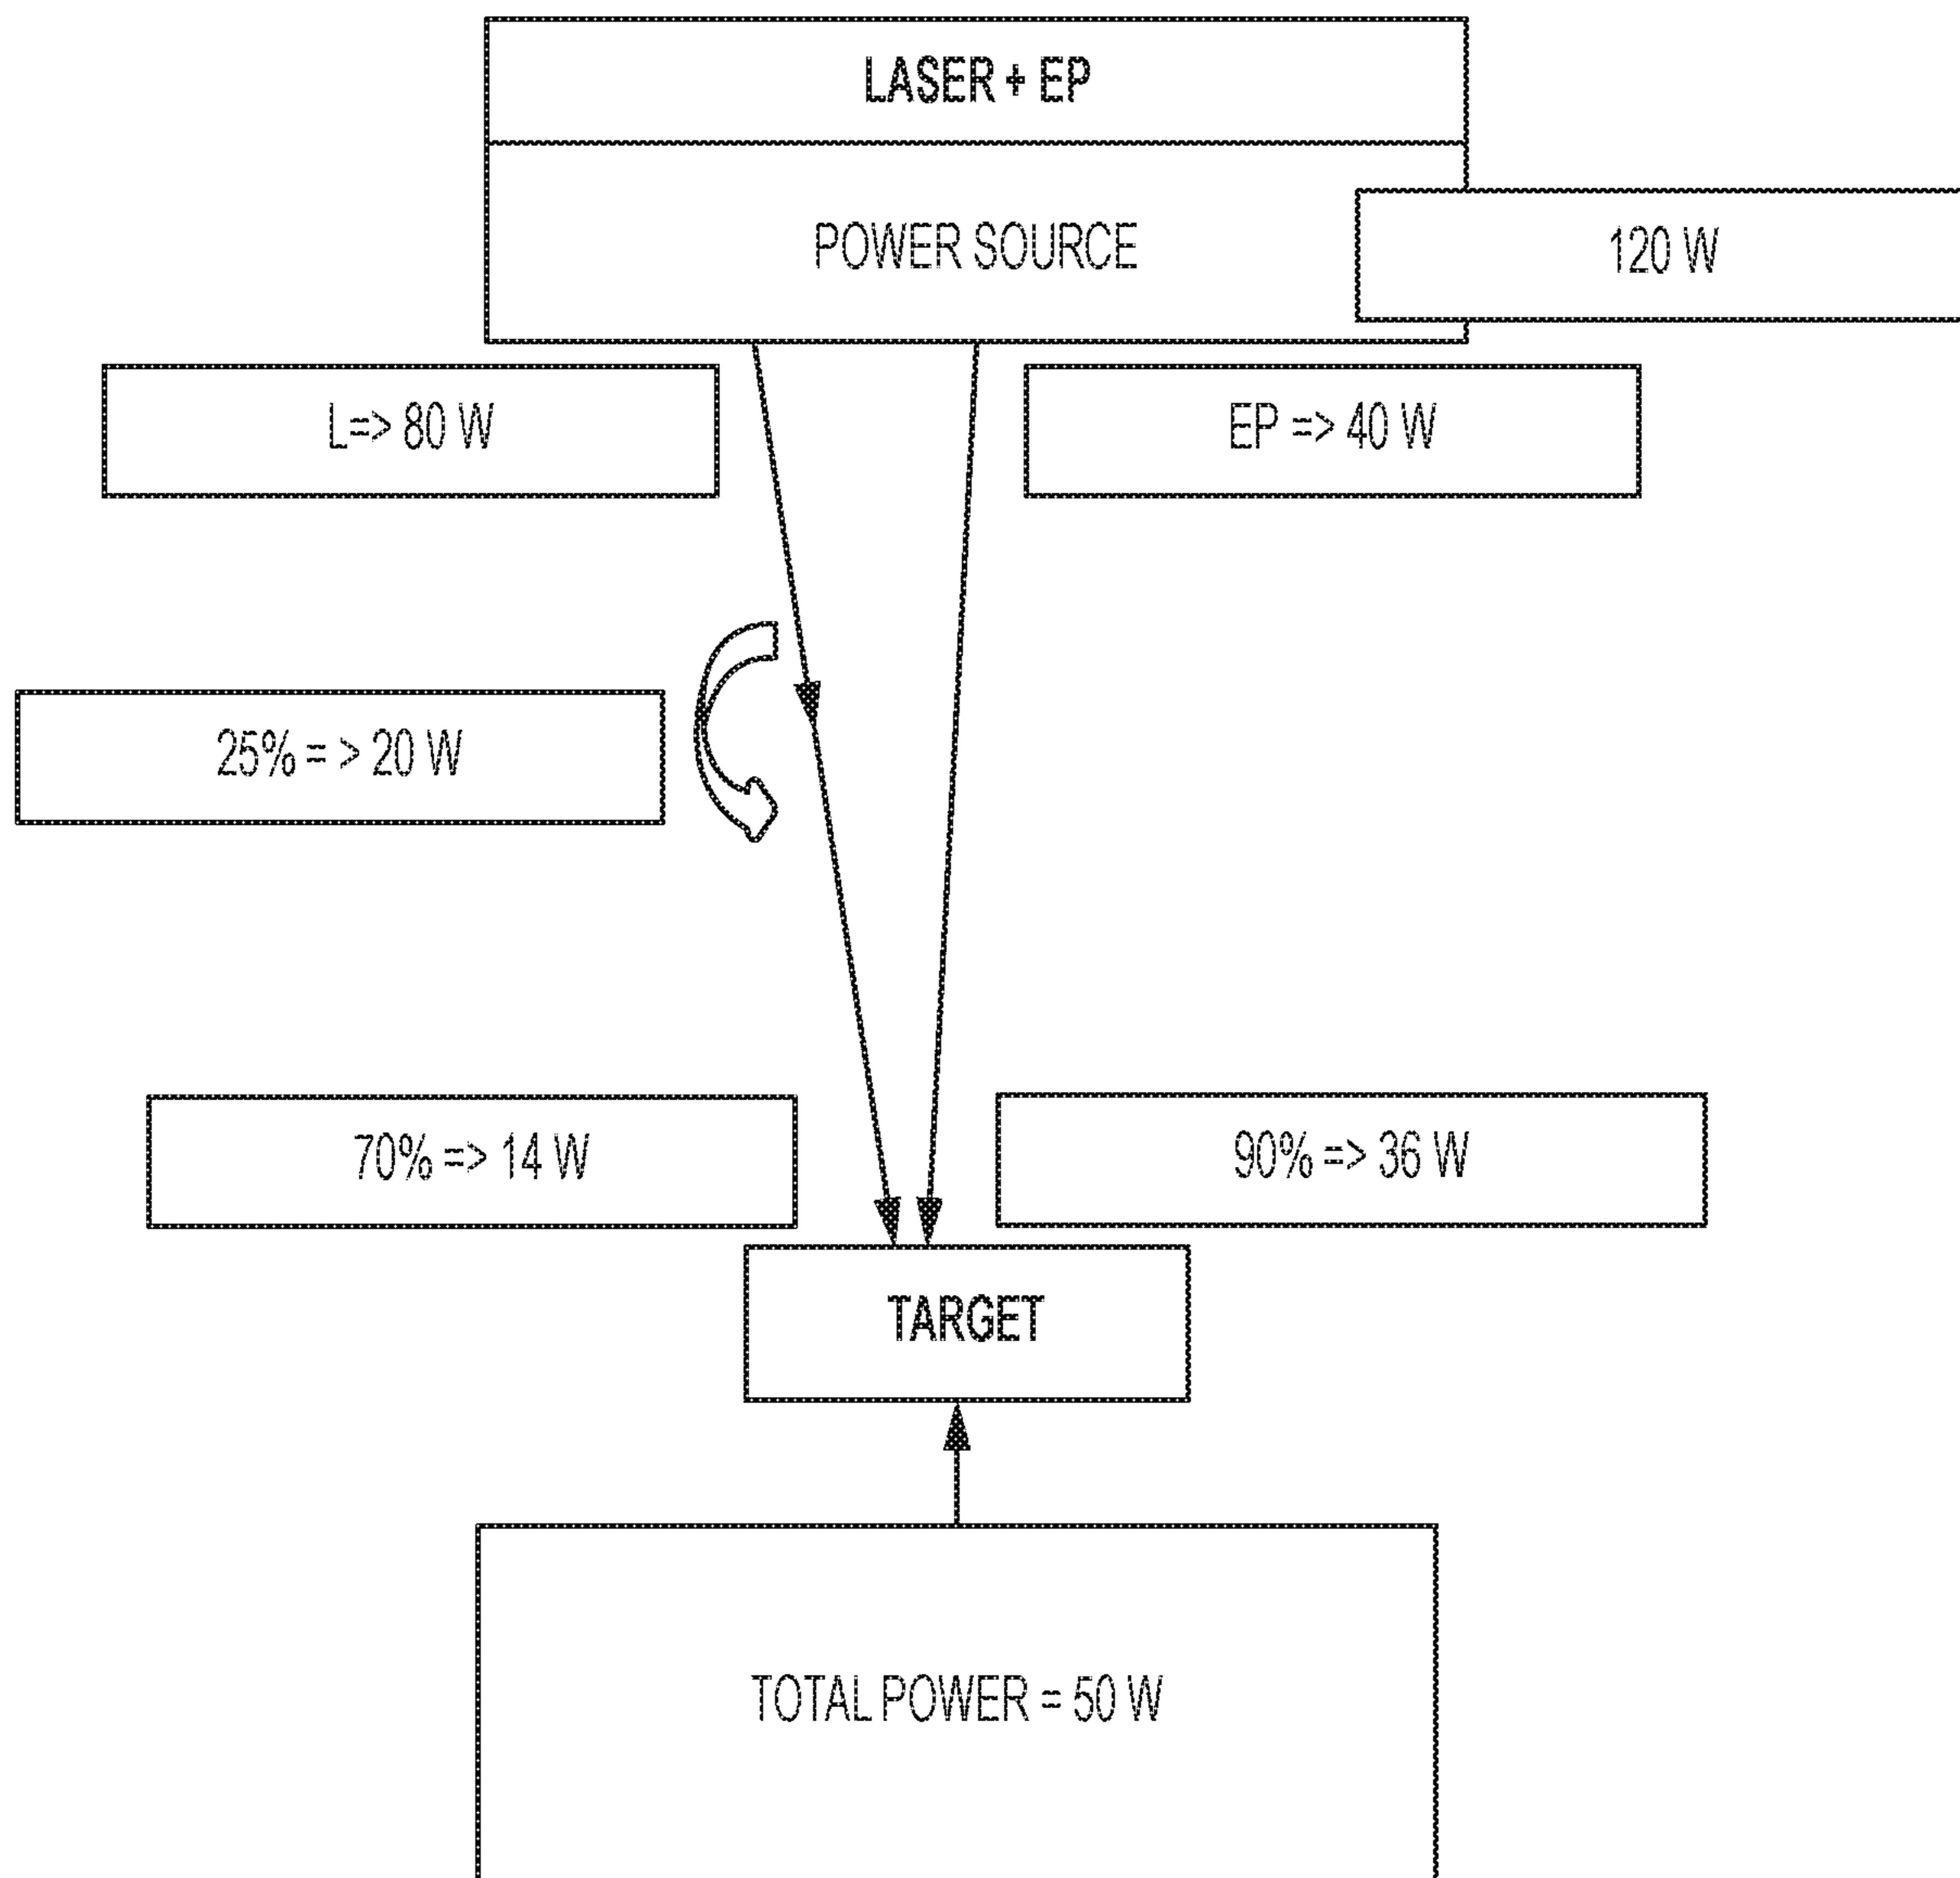 LASER + EP
POWER SOURCE
120 W
L=> 80 W
EP => 40 W
25% = > 20 W
70% => 14 W
90% => 36 W
TARGET
TOTAL POWER = 50 W